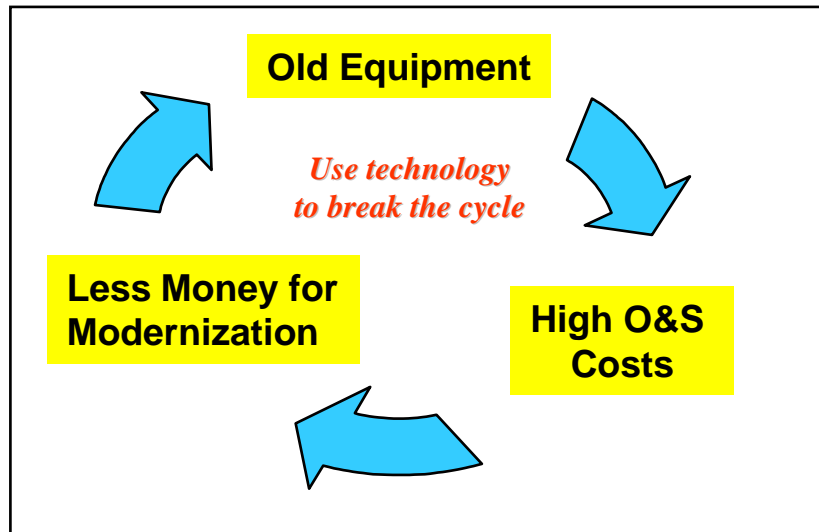 Old Equipment
Use technology
to break the cycle
Less Money for
Modernization
High O&S
Costs